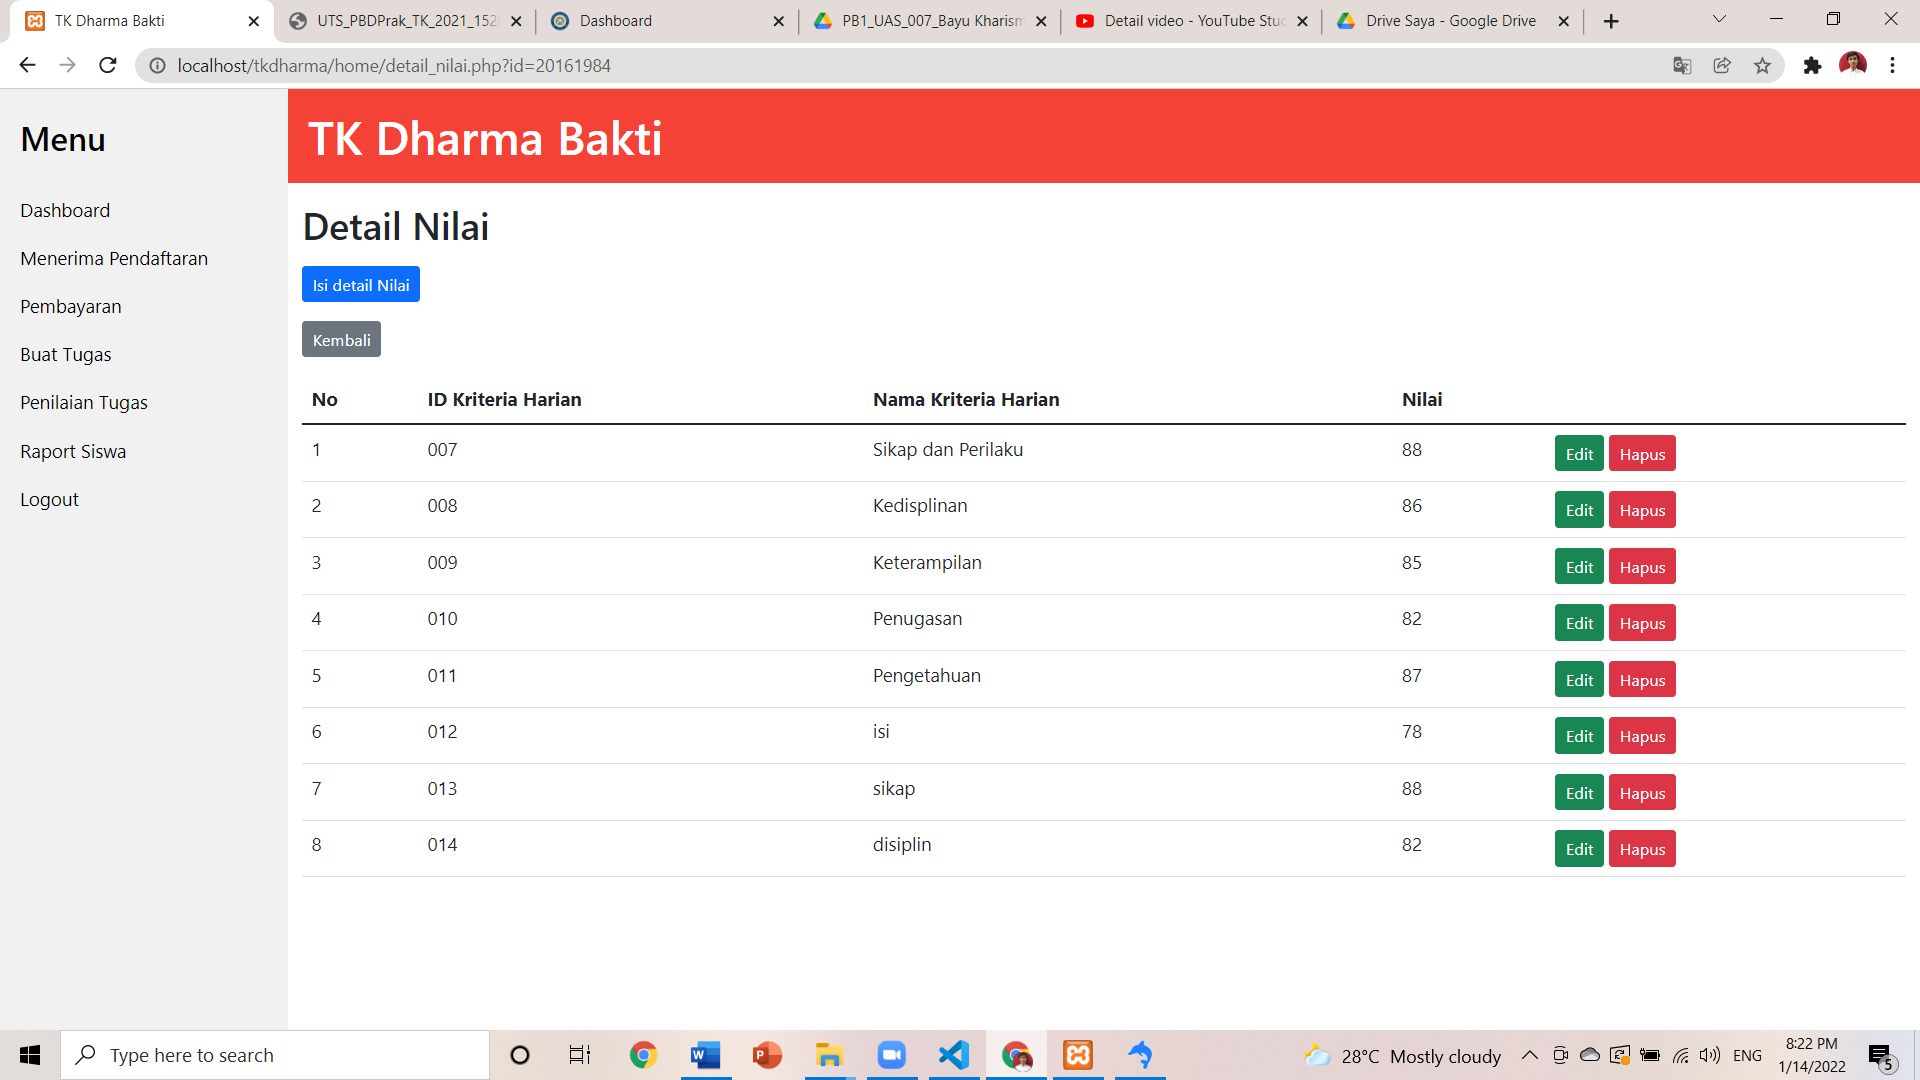 TK Dharma Bakti
UTS_PBDPrak_TK_2021_152
Dashboard
PB1_UAS_007_Bayu Kharism
Detail video - YouTube Stud
Drive Saya - Google Drive
localhost/tkdharma/home/detail_nilai.php?id=20161984
Menu
Dashboard
Menerima Pendaftaran
Pembayaran
Buat Tugas
Penilaian Tugas
Raport Siswa
Logout
TK Dharma Bakti
Detail Nilai
Isi detail Nilai
Kembali
No ID Kriteria Harian Nama Kriteria Harian Nilai
1 007 Sikap dan Perilaku 88 Edit Hapus
2 008 Kedisplinan 86 Edit Hapus
3 009 Keterampilan 85 Edit Hapus
4 010 Penugasan 82 Edit Hapus
5 011 Pengetahuan 87 Edit Hapus
6 012 isi 78 Edit Hapus
7 013 sikap 88 Edit Hapus
8 014 disiplin 82 Edit Hapus
Type here to search
28°C Mostly cloudy
ENG
8:22 PM
1/14/2022
5